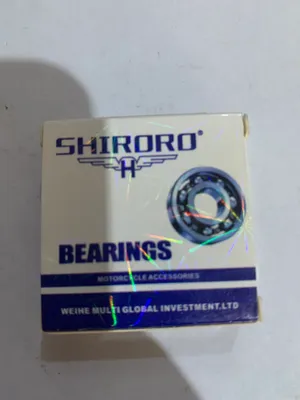 SHIRORO®
H
BEARINGS
MOTORCYCLE ACCESSORIES
WEIHE MULTI GLOBAL INVESTMENT.LTD